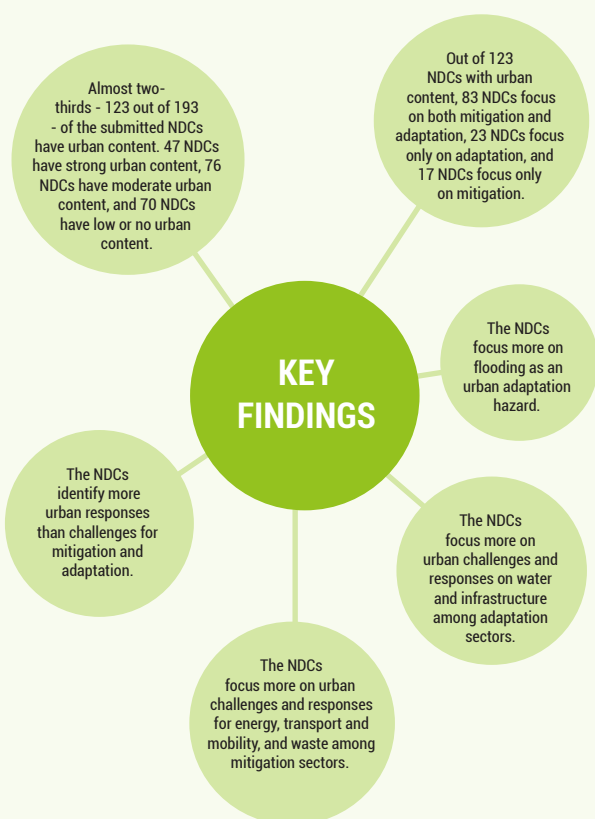 Almost two-
thirds - 123 out of 193
- of the submitted NDCs
have urban content. 47 NDCs
have strong urban content, 76
NDCs have moderate urban
content, and 70 NDCs
have low or no urban
content.
Out of 123
NDCs with urban
content, 83 NDCs focus
on both mitigation and
adaptation, 23 NDCs focus
only on adaptation, and
17 NDCs focus only
on mitigation.
KEY
FINDINGS
The NDCs
focus more on
flooding as an
urban adaptation
hazard.
The NDCs
identify more
urban responses
than challenges for
mitigation and
adaptation.
The NDCs
focus more on
urban challenges and
responses on water
and infrastructure
among adaptation
sectors.
The NDCs
focus more on urban
challenges and responses
for energy, transport and
mobility, and waste among
mitigation sectors.